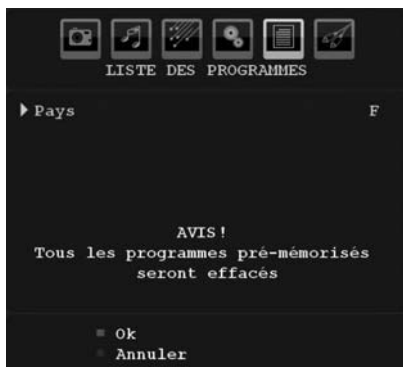 LISTE DES PROGRAMMES
Pays F
AVIS!
Tous les programmes pré-mémorisés
seront effacés
Ok
Annuler